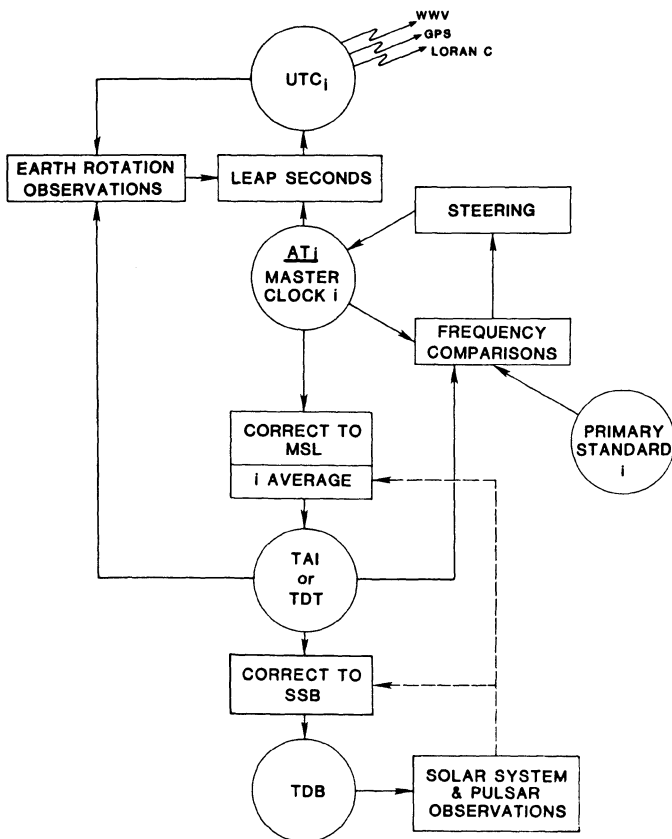 WWV
GPS
LORAN C
UTCi
EARTH ROTATION
OBSERVATIONS
LEAP SECONDS
STEERING
ATi
MASTER
CLOCK i
FREQUENCY
COMPARISONS
PRIMARY
STANDARD
i
CORRECT TO
MSL
i AVERAGE
TAI
or
TDT
CORRECT TO
SSB
TDB
SOLAR SYSTEM
& PULSAR
OBSERVATIONS